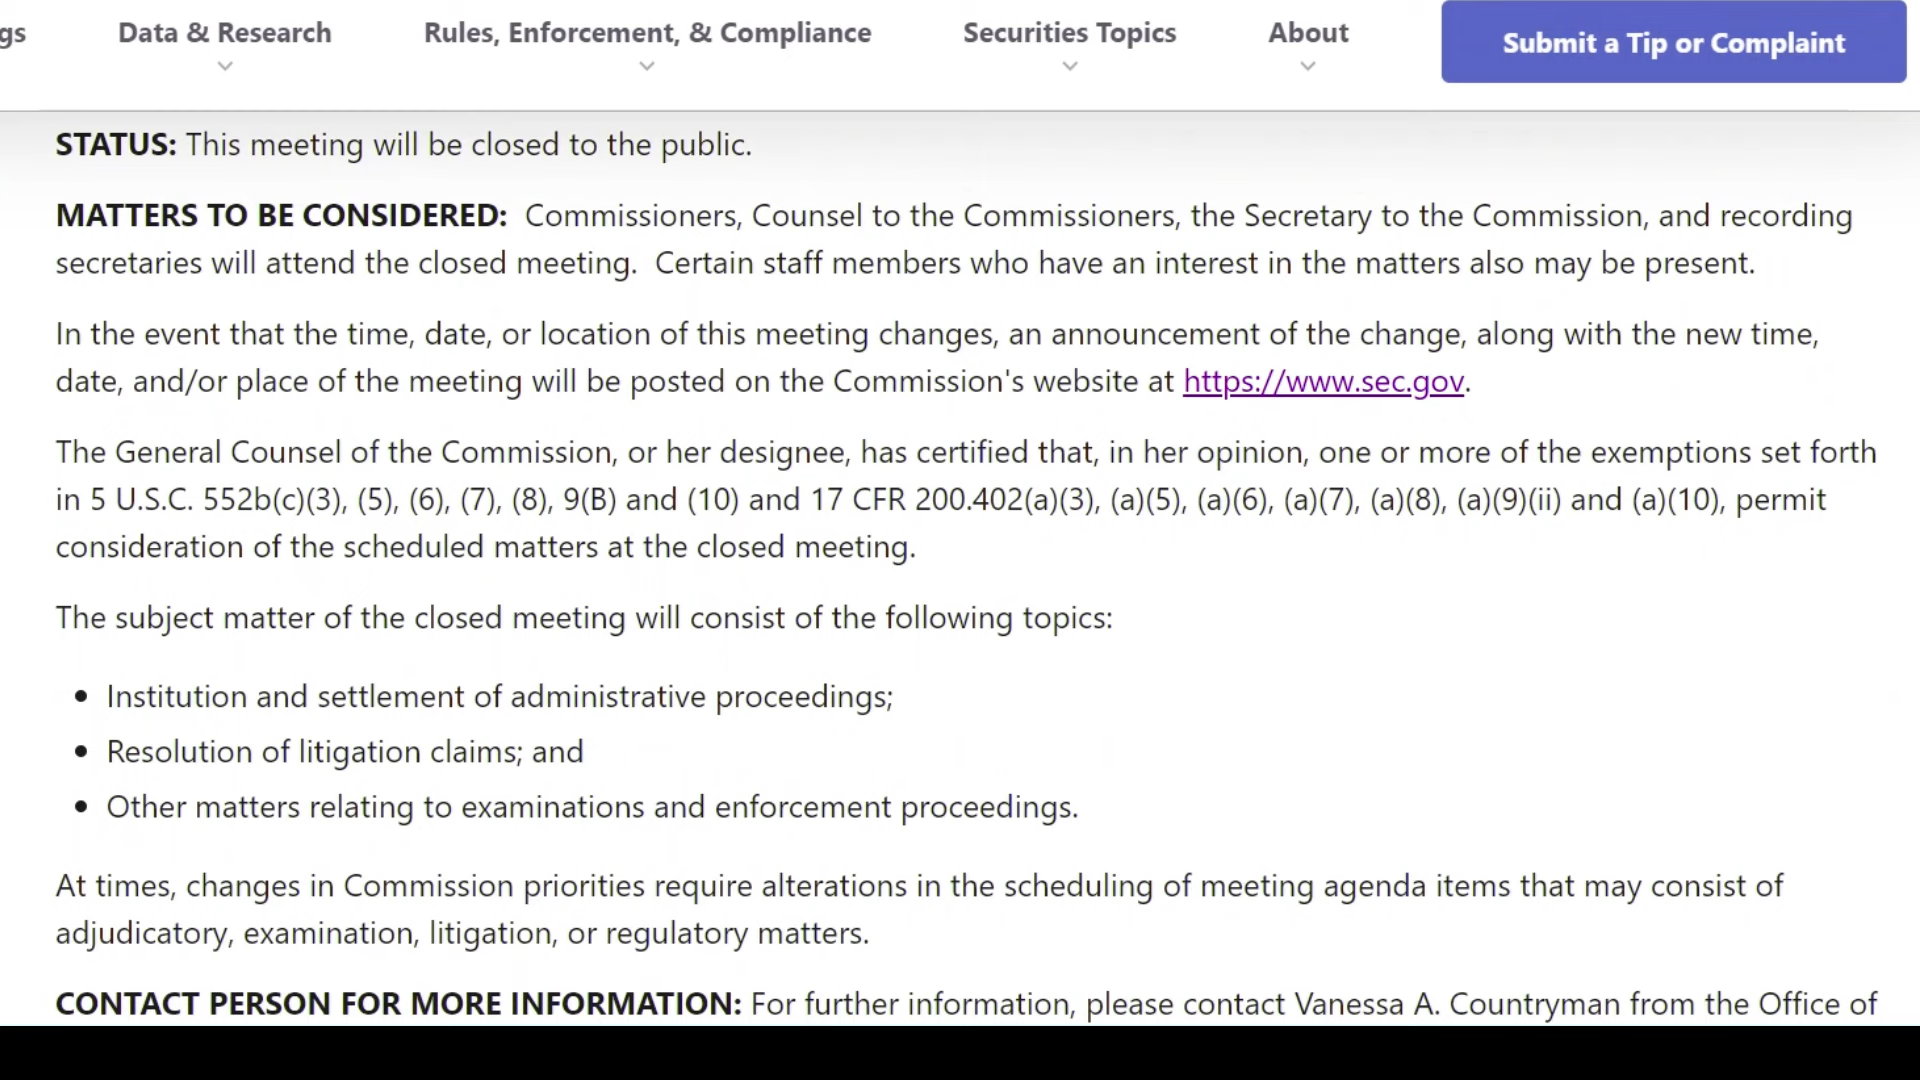 gs Data & Research Rules, Enforcement, & Compliance Securities Topics About Submit a Tip or Complaint
STATUS: This meeting will be closed to the public.
MATTERS TO BE CONSIDERED:  Commissioners, Counsel to the Commissioners, the Secretary to the Commission, and recording
secretaries will attend the closed meeting.  Certain staff members who have an interest in the matters also may be present.
In the event that the time, date, or location of this meeting changes, an announcement of the change, along with the new time,
date, and/or place of the meeting will be posted on the Commission's website at https://www.sec.gov.
The General Counsel of the Commission, or her designee, has certified that, in her opinion, one or more of the exemptions set forth
in 5 U.S.C. 552b(c)(3), (5), (6), (7), (8), 9(B) and (10) and 17 CFR 200.402(a)(3), (a)(5), (a)(6), (a)(7), (a)(8), (a)(9)(ii) and (a)(10), permit
consideration of the scheduled matters at the closed meeting.
The subject matter of the closed meeting will consist of the following topics:
• Institution and settlement of administrative proceedings;
• Resolution of litigation claims; and
• Other matters relating to examinations and enforcement proceedings.
At times, changes in Commission priorities require alterations in the scheduling of meeting agenda items that may consist of
adjudicatory, examination, litigation, or regulatory matters.
CONTACT PERSON FOR MORE INFORMATION: For further information, please contact Vanessa A. Countryman from the Office of